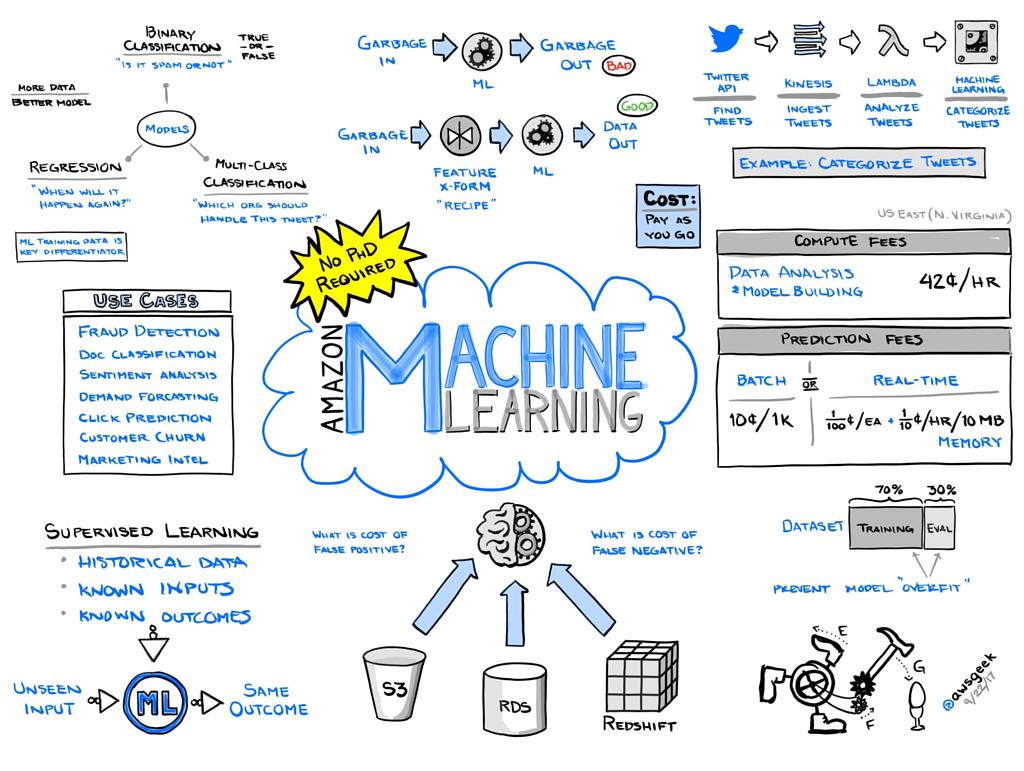 BINARY
CLASSIFICATION
"IS IT SPAM OR NOT"
TRUE
-OR-
FALSE
MORE DATA
BETTER MODEL
MODELS
REGRESSION
"WHEN WILL IT
HAPPEN AGAIN?"
MULTI-CLASS
CLASSIFICATION
"WHICH ORG SHOULD
HANDLE THIS TWEET?"
ML TRAINING DATA IS
KEY DIFFERENTIATOR
GARBAGE
IN
ML
GARBAGE
OUT
BAD
GARBAGE
IN
FEATURE
X-FORM
"RECIPE"
ML
GOOD
DATA
OUT
TWITTER
API
FIND
TWEETS
KINESIS
INGEST
TWEETS
LAMBDA
ANALYZE
TWEETS
MACHINE
LEARNING
CATEGORIZE
TWEETS
EXAMPLE: CATEGORIZE TWEETS
COST:
PAY AS
YOU GO
US EAST (N. VIRGINIA)
COMPUTE FEES
DATA ANALYSIS
& MODEL BUILDING
42¢/HR
PREDICTION FEES
BATCH
OR
REAL-TIME
10¢/1K
1/100¢/EA + 1/10¢/HR/10 MB
MEMORY
NO PHD
REQUIRED
AMAZON
MACHINE
LEARNING
USE CASES
FRAUD DETECTION
DOC CLASSIFICATION
SENTIMENT ANALYSIS
DEMAND FORCASTING
CLICK PREDICTION
CUSTOMER CHURN
MARKETING INTEL
SUPERVISED LEARNING
• HISTORICAL DATA
• KNOWN INPUTS
• KNOWN OUTCOMES
UNSEEN
INPUT
ML
SAME
OUTCOME
WHAT IS COST OF
FALSE POSITIVE?
WHAT IS COST OF
FALSE NEGATIVE?
S3
RDS
REDSHIFT
70%
30%
DATASET
TRAINING
EVAL
PREVENT MODEL "OVERFIT"
E
G
F
@awsgeek
9/22/17